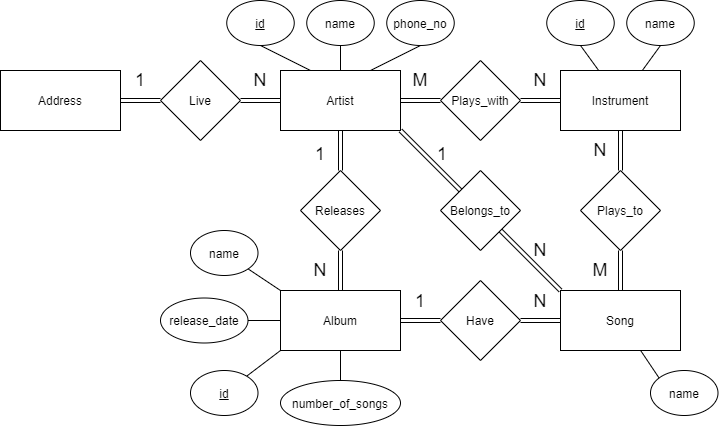 id name phone_no id name
1 N M N
Address Live Artist Plays_with Instrument
1 1 N
Releases Belongs_to Plays_to
name N N M
release_date Album 1 Have N Song
id number_of_songs name